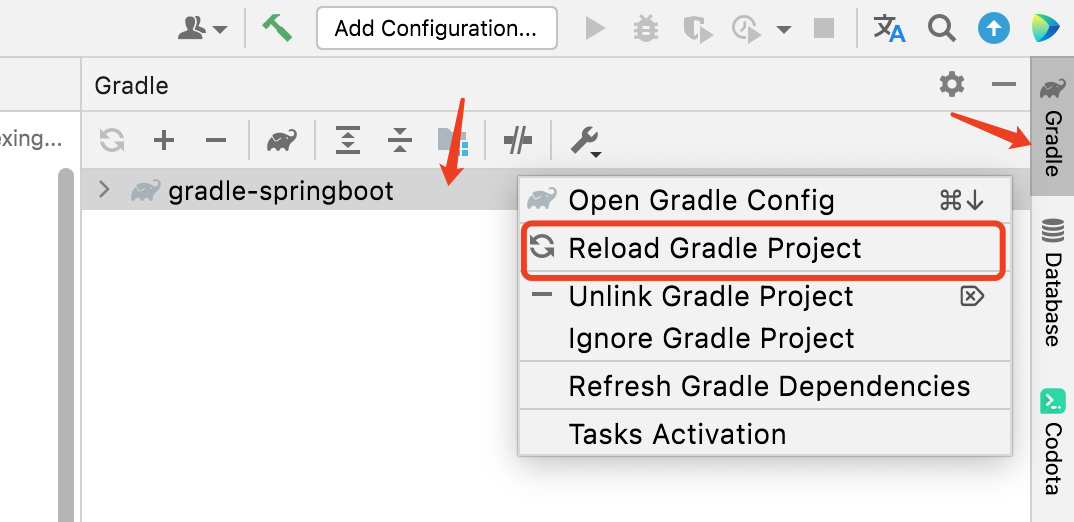 Add Configuration...
Gradle
exing...
gradle-springboot
Open Gradle Config ⌘↓
Reload Gradle Project
Unlink Gradle Project
Ignore Gradle Project
Refresh Gradle Dependencies
Tasks Activation
Gradle
Database
Codota